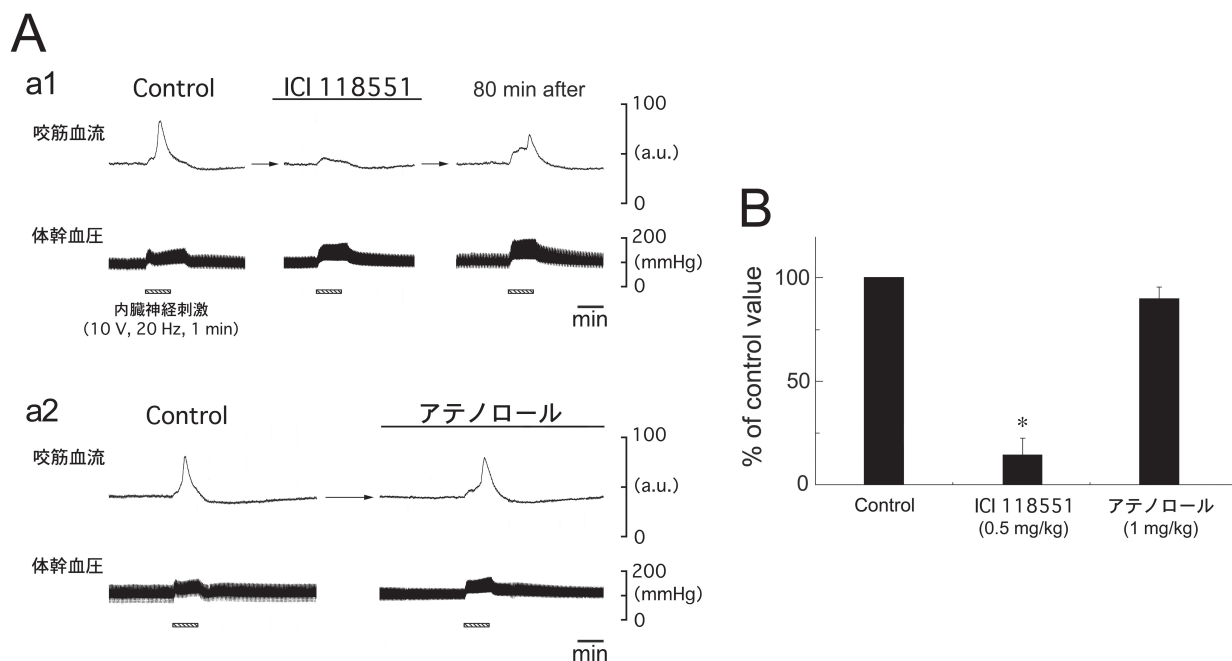 A
a1
Control
ICI 118551
80 min after
咬筋血流
100
(a.u.)
0
体幹血圧
200
(mmHg)
0
内臓神経刺激
(10 V, 20 Hz, 1 min)
min
a2
Control
アテノロール
咬筋血流
100
(a.u.)
0
体幹血圧
200
(mmHg)
0
min
B
% of control value
100
50
0
*
Control
ICI 118551
(0.5 mg/kg)
アテノロール
(1 mg/kg)